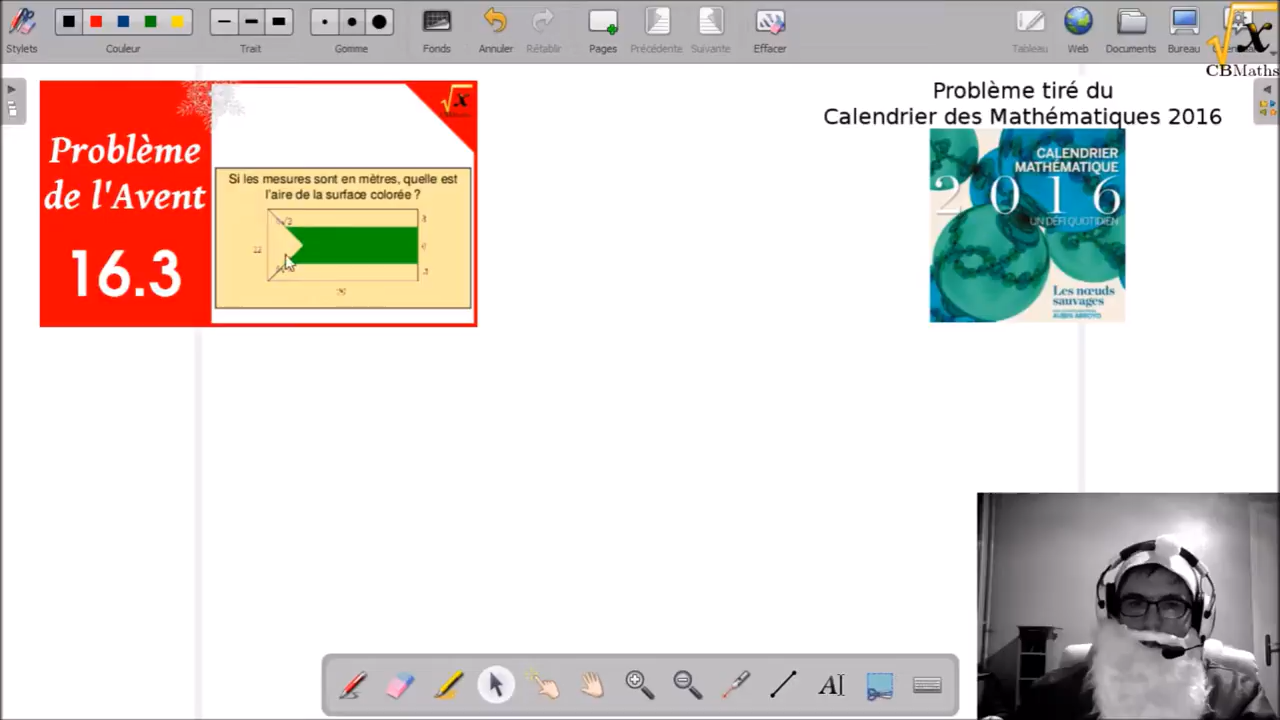 Stylets
Couleur
Trait
Gomme
Fonds
Annuler
Rétablir
Pages
Précédente
Suivante
Effacer
Tableau
Web
Documents
Bureau
CBMaths
Problème
de l'Avent
16.3
Si les mesures sont en mètres, quelle est
l'aire de la surface colorée ?
Problème tiré du
Calendrier des Mathématiques 2016
CALENDRIER
MATHÉMATIQUE
2016
UN DÉFI QUOTIDIEN
Les nœuds
sauvages
AUBIN ARROYO